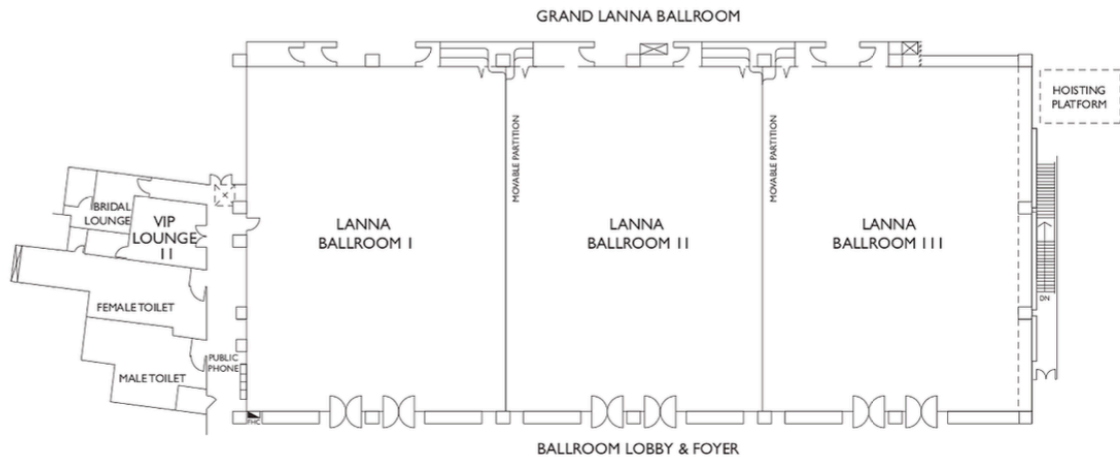 GRAND LANNA BALLROOM
HOISTING
PLATFORM
MOVABLE PARTITION
MOVABLE PARTITION
BRIDAL
LOUNGE
VIP
LOUNGE
II
LANNA
BALLROOM I
LANNA
BALLROOM II
LANNA
BALLROOM III
DN
FEMALE TOILET
PUBLIC
PHONE
MALE TOILET
BALLROOM LOBBY & FOYER